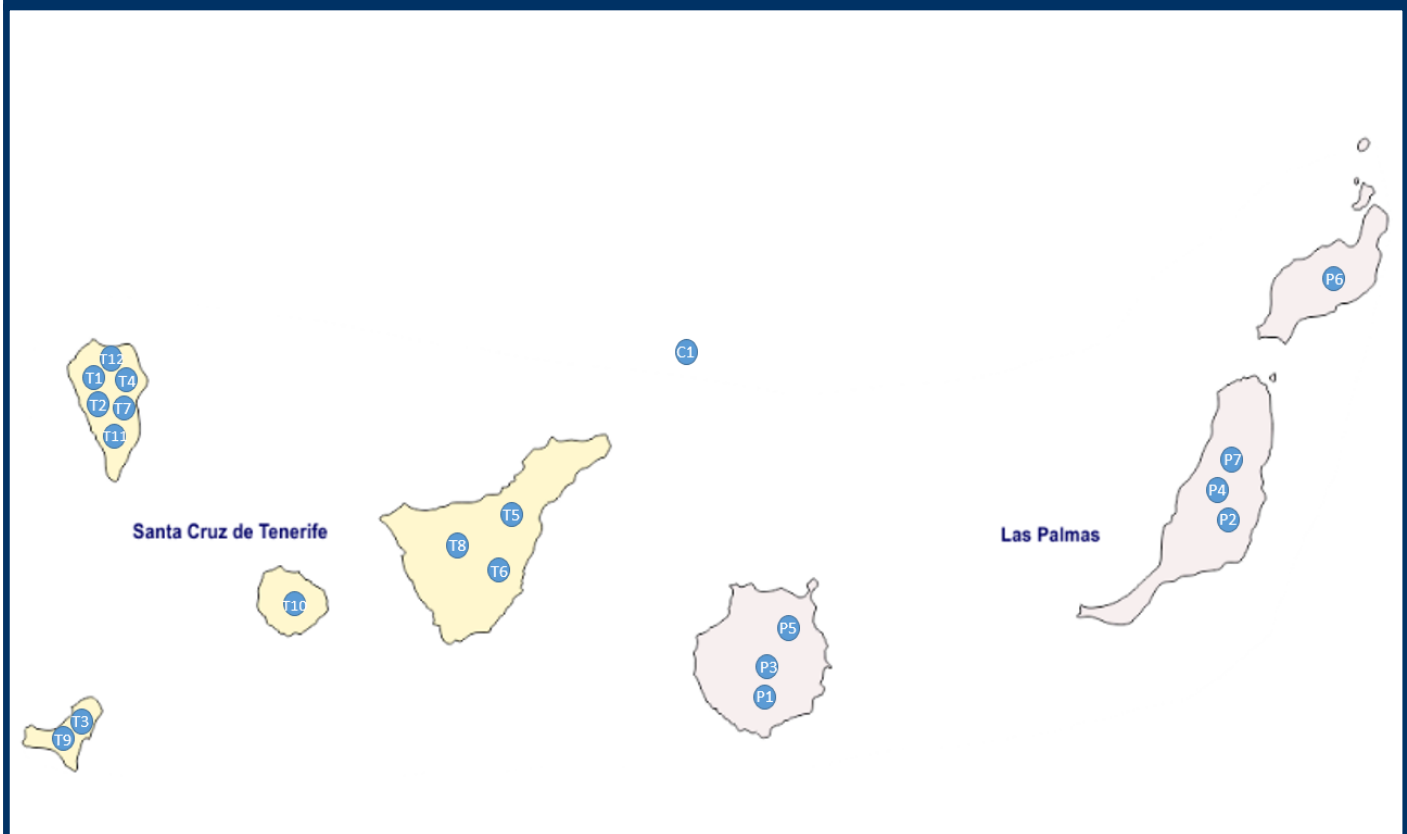 P6
C1
T12
T1
T4
T2
T7
T11
P7
P4
P2
T5
Santa Cruz de Tenerife
Las Palmas
T8
T6
T10
P5
P3
P1
T3
T9